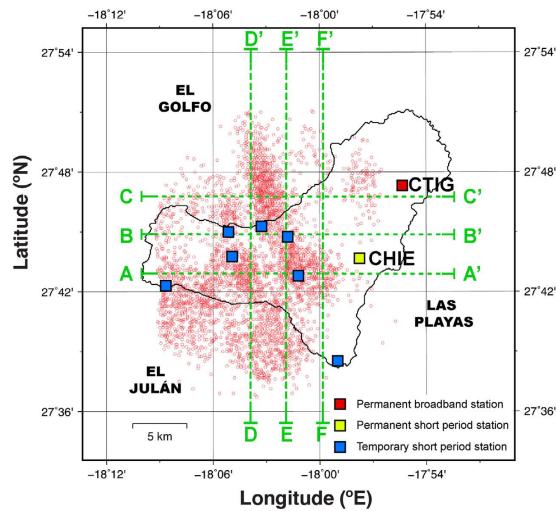 −18°12' −18°06' −18°00' −17°54'
27°54' 27°54'
D' E' F'
EL
GOLFO
27°48' 27°48'
CTIG
C C'
B B'
CHIE
A A'
27°42' 27°42'
LAS
PLAYAS
EL
JULÁN
27°36' 27°36'
D E F
5 km
Permanent broadband station
Permanent short period station
Temporary short period station
−18°12' −18°06' −18°00' −17°54'
Longitude (ºE)
Latitude (ºN)